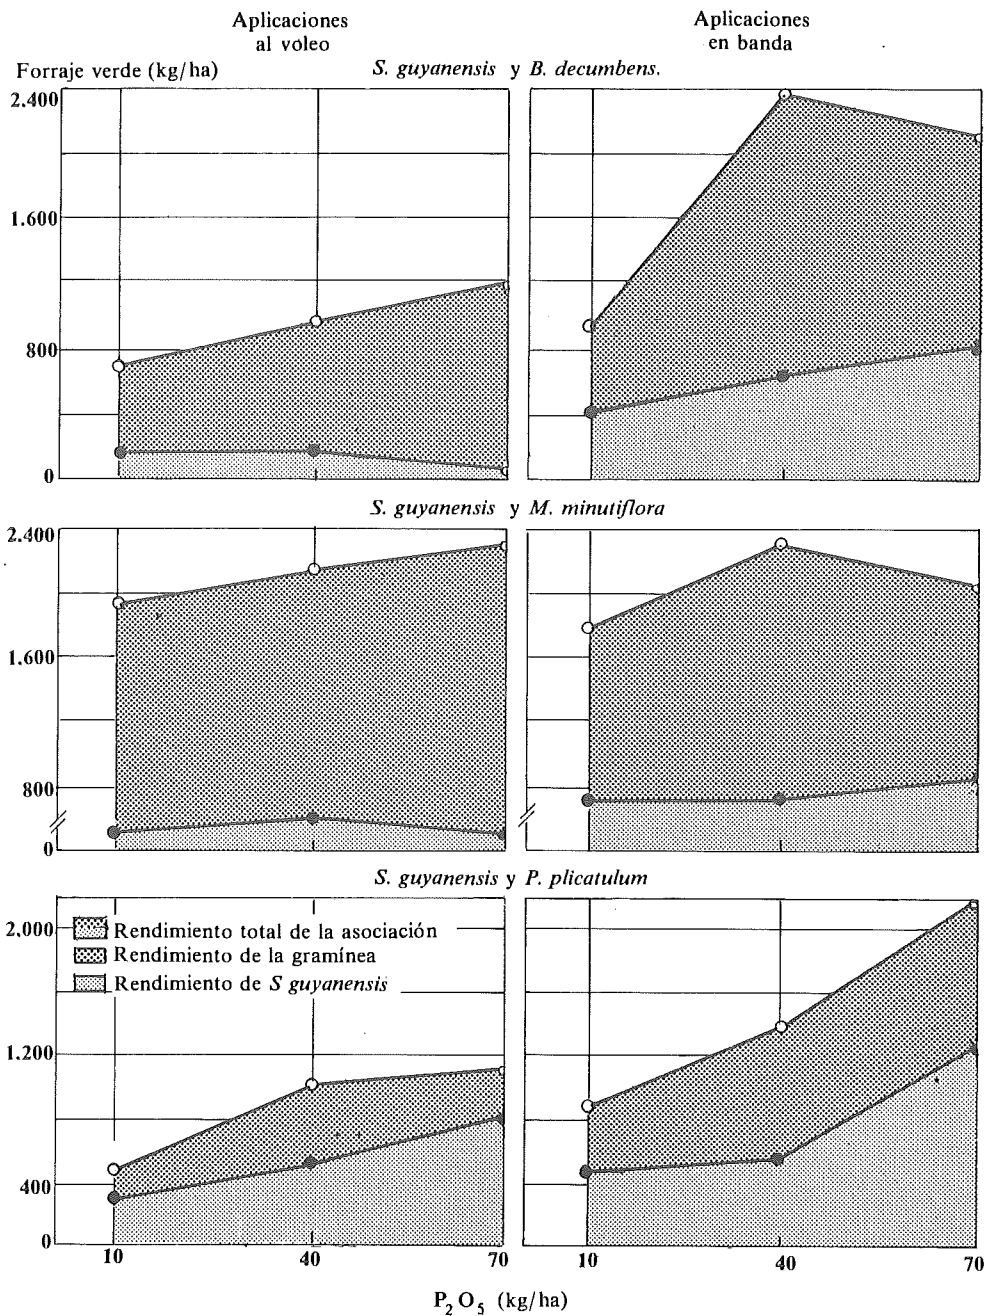 Aplicaciones
al voleo
Aplicaciones
en banda
Forraje verde (kg/ha)
S. guyanensis y B. decumbens.
2.400
1.600
800
0
S. guyanensis y M. minutiflora
2.400
1.600
800
0
S. guyanensis y P. plicatulum
2.000
Rendimiento total de la asociación
Rendimiento de la gramínea
Rendimiento de S guyanensis
1.200
400
0
10 40 70 10 40 70
P2O5 (kg/ha)